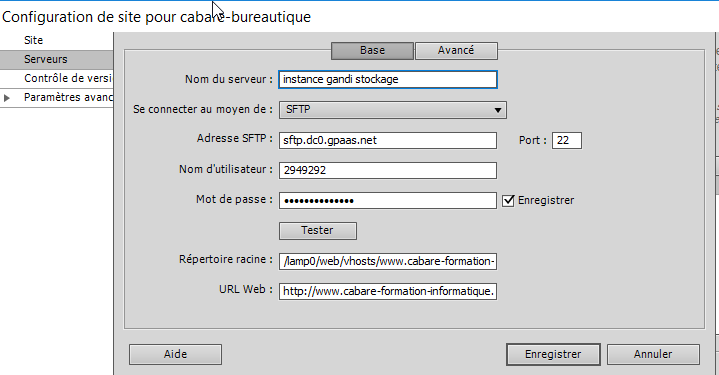 Configuration de site pour cabare-bureautique
Site
Serveurs
Contrôle de versi
Paramètres avanc
Base
Avancé
Nom du serveur : instance gandi stockage
Se connecter au moyen de : SFTP
Adresse SFTP : sftp.dc0.gpaas.net Port : 22
Nom d'utilisateur : 2949292
Mot de passe : •••••••••••••• Enregistrer
Tester
Répertoire racine : /lamp0/web/vhosts/www.cabare-formation-
URL Web : http://www.cabare-formation-informatique.
Aide
Enregistrer
Annuler